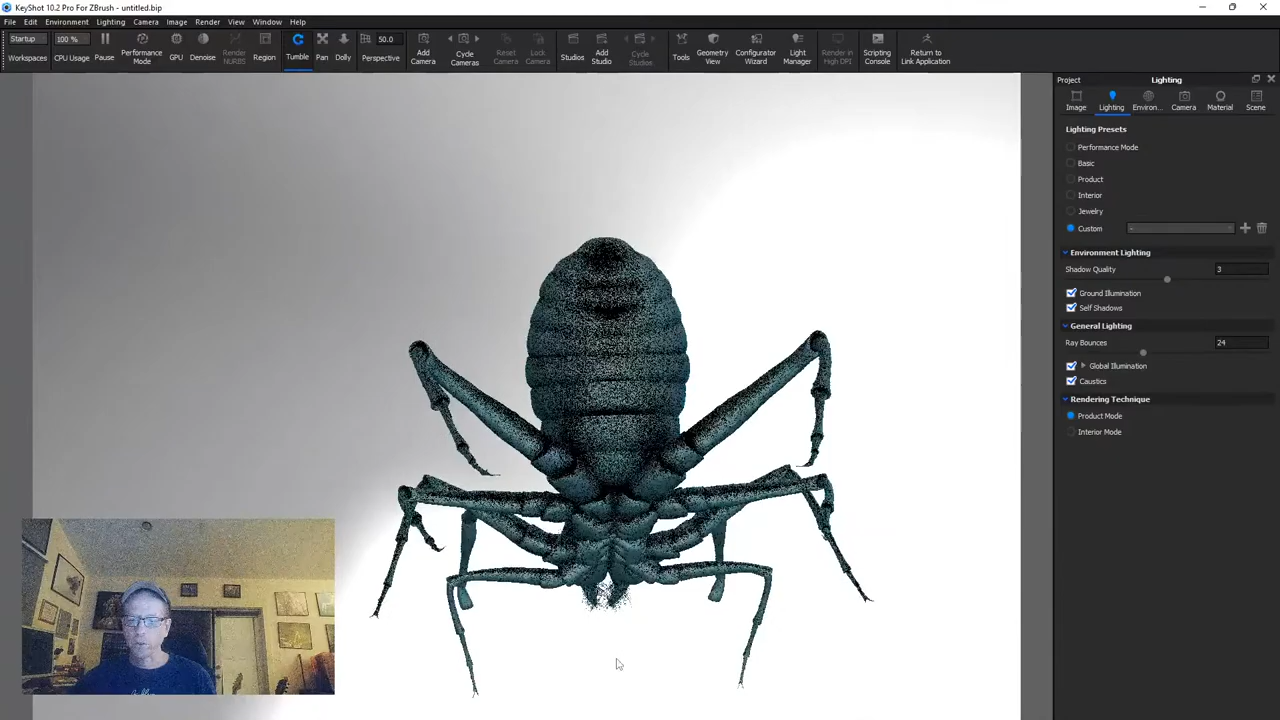 KeyShot 10.2 Pro For ZBrush - untitled.bip
File Edit Environment Lighting Camera Image Render View Window Help
Startup 100 % 50.0
Workspaces CPU Usage Pause Performance Mode GPU Denoise Render NURBS Region Tumble Pan Dolly Perspective Add Camera Cycle Cameras Reset Camera Lock Camera Studios Add Studio Cycle Studios Tools Geometry View Configurator Wizard Light Manager Render in High DPI Scripting Console Return to Link Application
Project Lighting
Image Lighting Environ... Camera Material Scene
Lighting Presets
Performance Mode
Basic
Product
Interior
Jewelry
Custom -
Environment Lighting
Shadow Quality 3
Ground Illumination
Self Shadows
General Lighting
Ray Bounces 24
Global Illumination
Caustics
Rendering Technique
Product Mode
Interior Mode